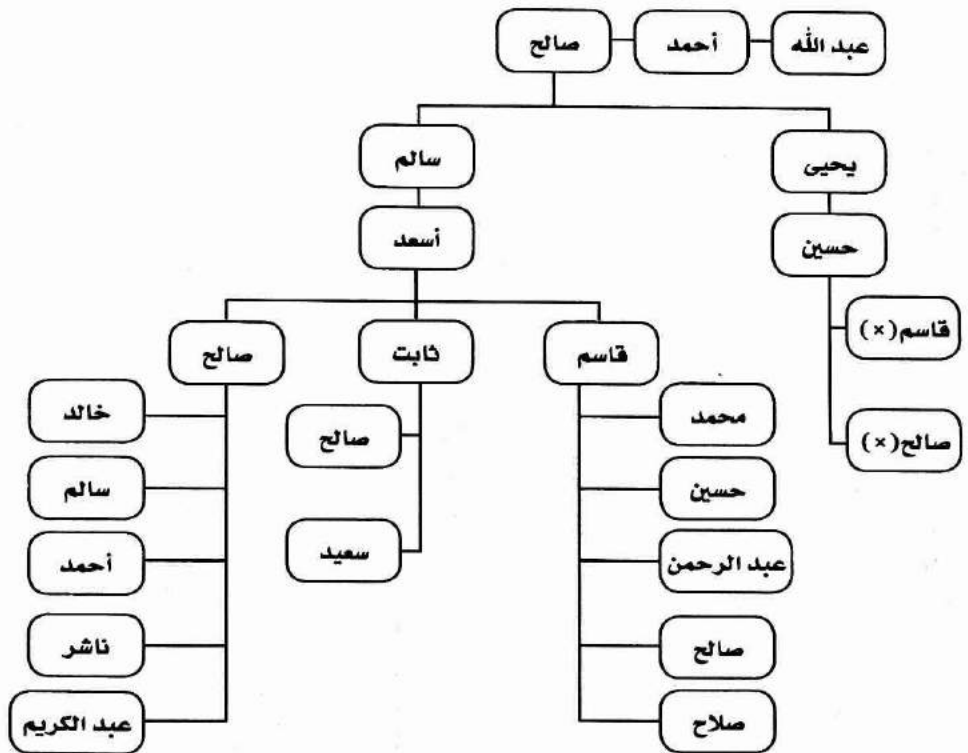 عبد الله
أحمد
صالح
يحيى
سالم
حسين
أسعد
قاسم (×)
صالح (×)
قاسم
ثابت
صالح
محمد
حسين
عبد الرحمن
صالح
صلاح
صالح
سعيد
خالد
سالم
أحمد
ناشر
عبد الكريم